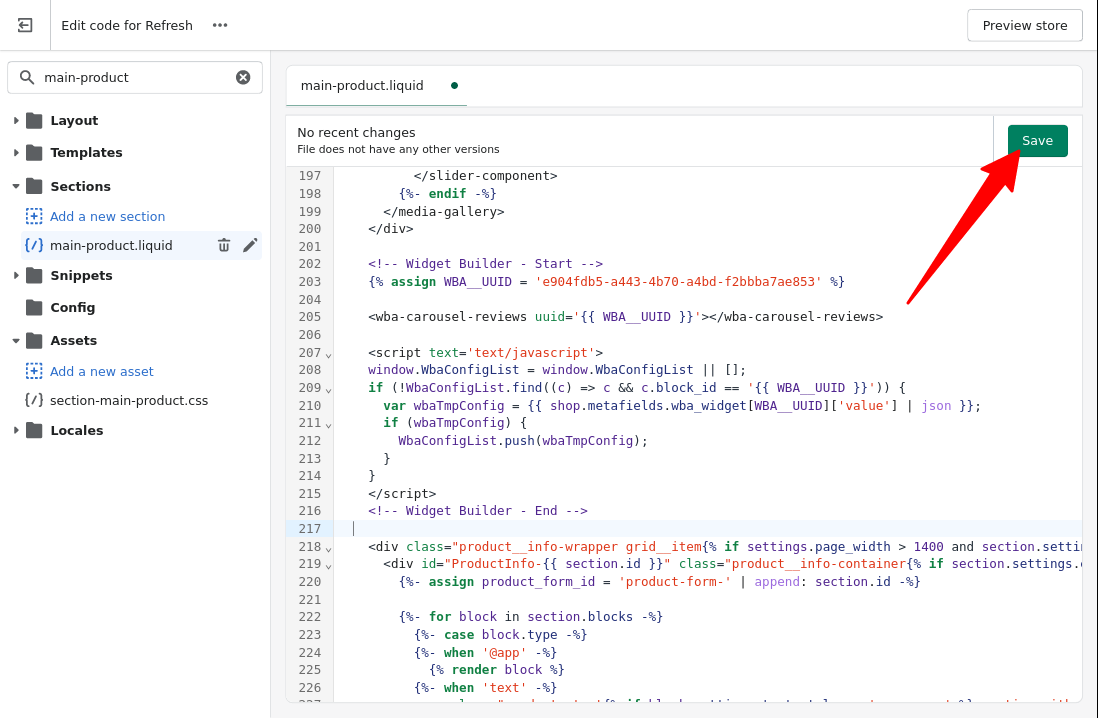 Edit code for Refresh
Preview store
main-product
Layout
Templates
Sections
Add a new section
main-product.liquid
Snippets
Config
Assets
Add a new asset
section-main-product.css
Locales
main-product.liquid
No recent changes
File does not have any other versions
Save
197 </slider-component>
198 {%- endif -%}
199 </media-gallery>
200 </div>
201
202 <!-- Widget Builder - Start -->
203 {% assign WBA__UUID = 'e904fdb5-a443-4b70-a4bd-f2bbba7ae853' %}
204
205 <wba-carousel-reviews uuid='{{ WBA__UUID }}'></wba-carousel-reviews>
206
207 <script text='text/javascript'>
208 window.WbaConfigList = window.WbaConfigList || [];
209 if (!WbaConfigList.find((c) => c && c.block_id == '{{ WBA__UUID }}')) {
210 var wbaTmpConfig = {{ shop.metafields.wba_widget[WBA__UUID]['value'] | json }};
211 if (wbaTmpConfig) {
212 WbaConfigList.push(wbaTmpConfig);
213 }
214 }
215 </script>
216 <!-- Widget Builder - End -->
217
218 <div class="product__info-wrapper grid__item{% if settings.page_width > 1400 and section.settin
219 <div id="ProductInfo-{{ section.id }}" class="product__info-container{% if section.settings.
220 {%- assign product_form_id = 'product-form-' | append: section.id -%}
221
222 {%- for block in section.blocks -%}
223 {%- case block.type -%}
224 {%- when '@app' -%}
225 {% render block %}
226 {%- when 'text' -%}